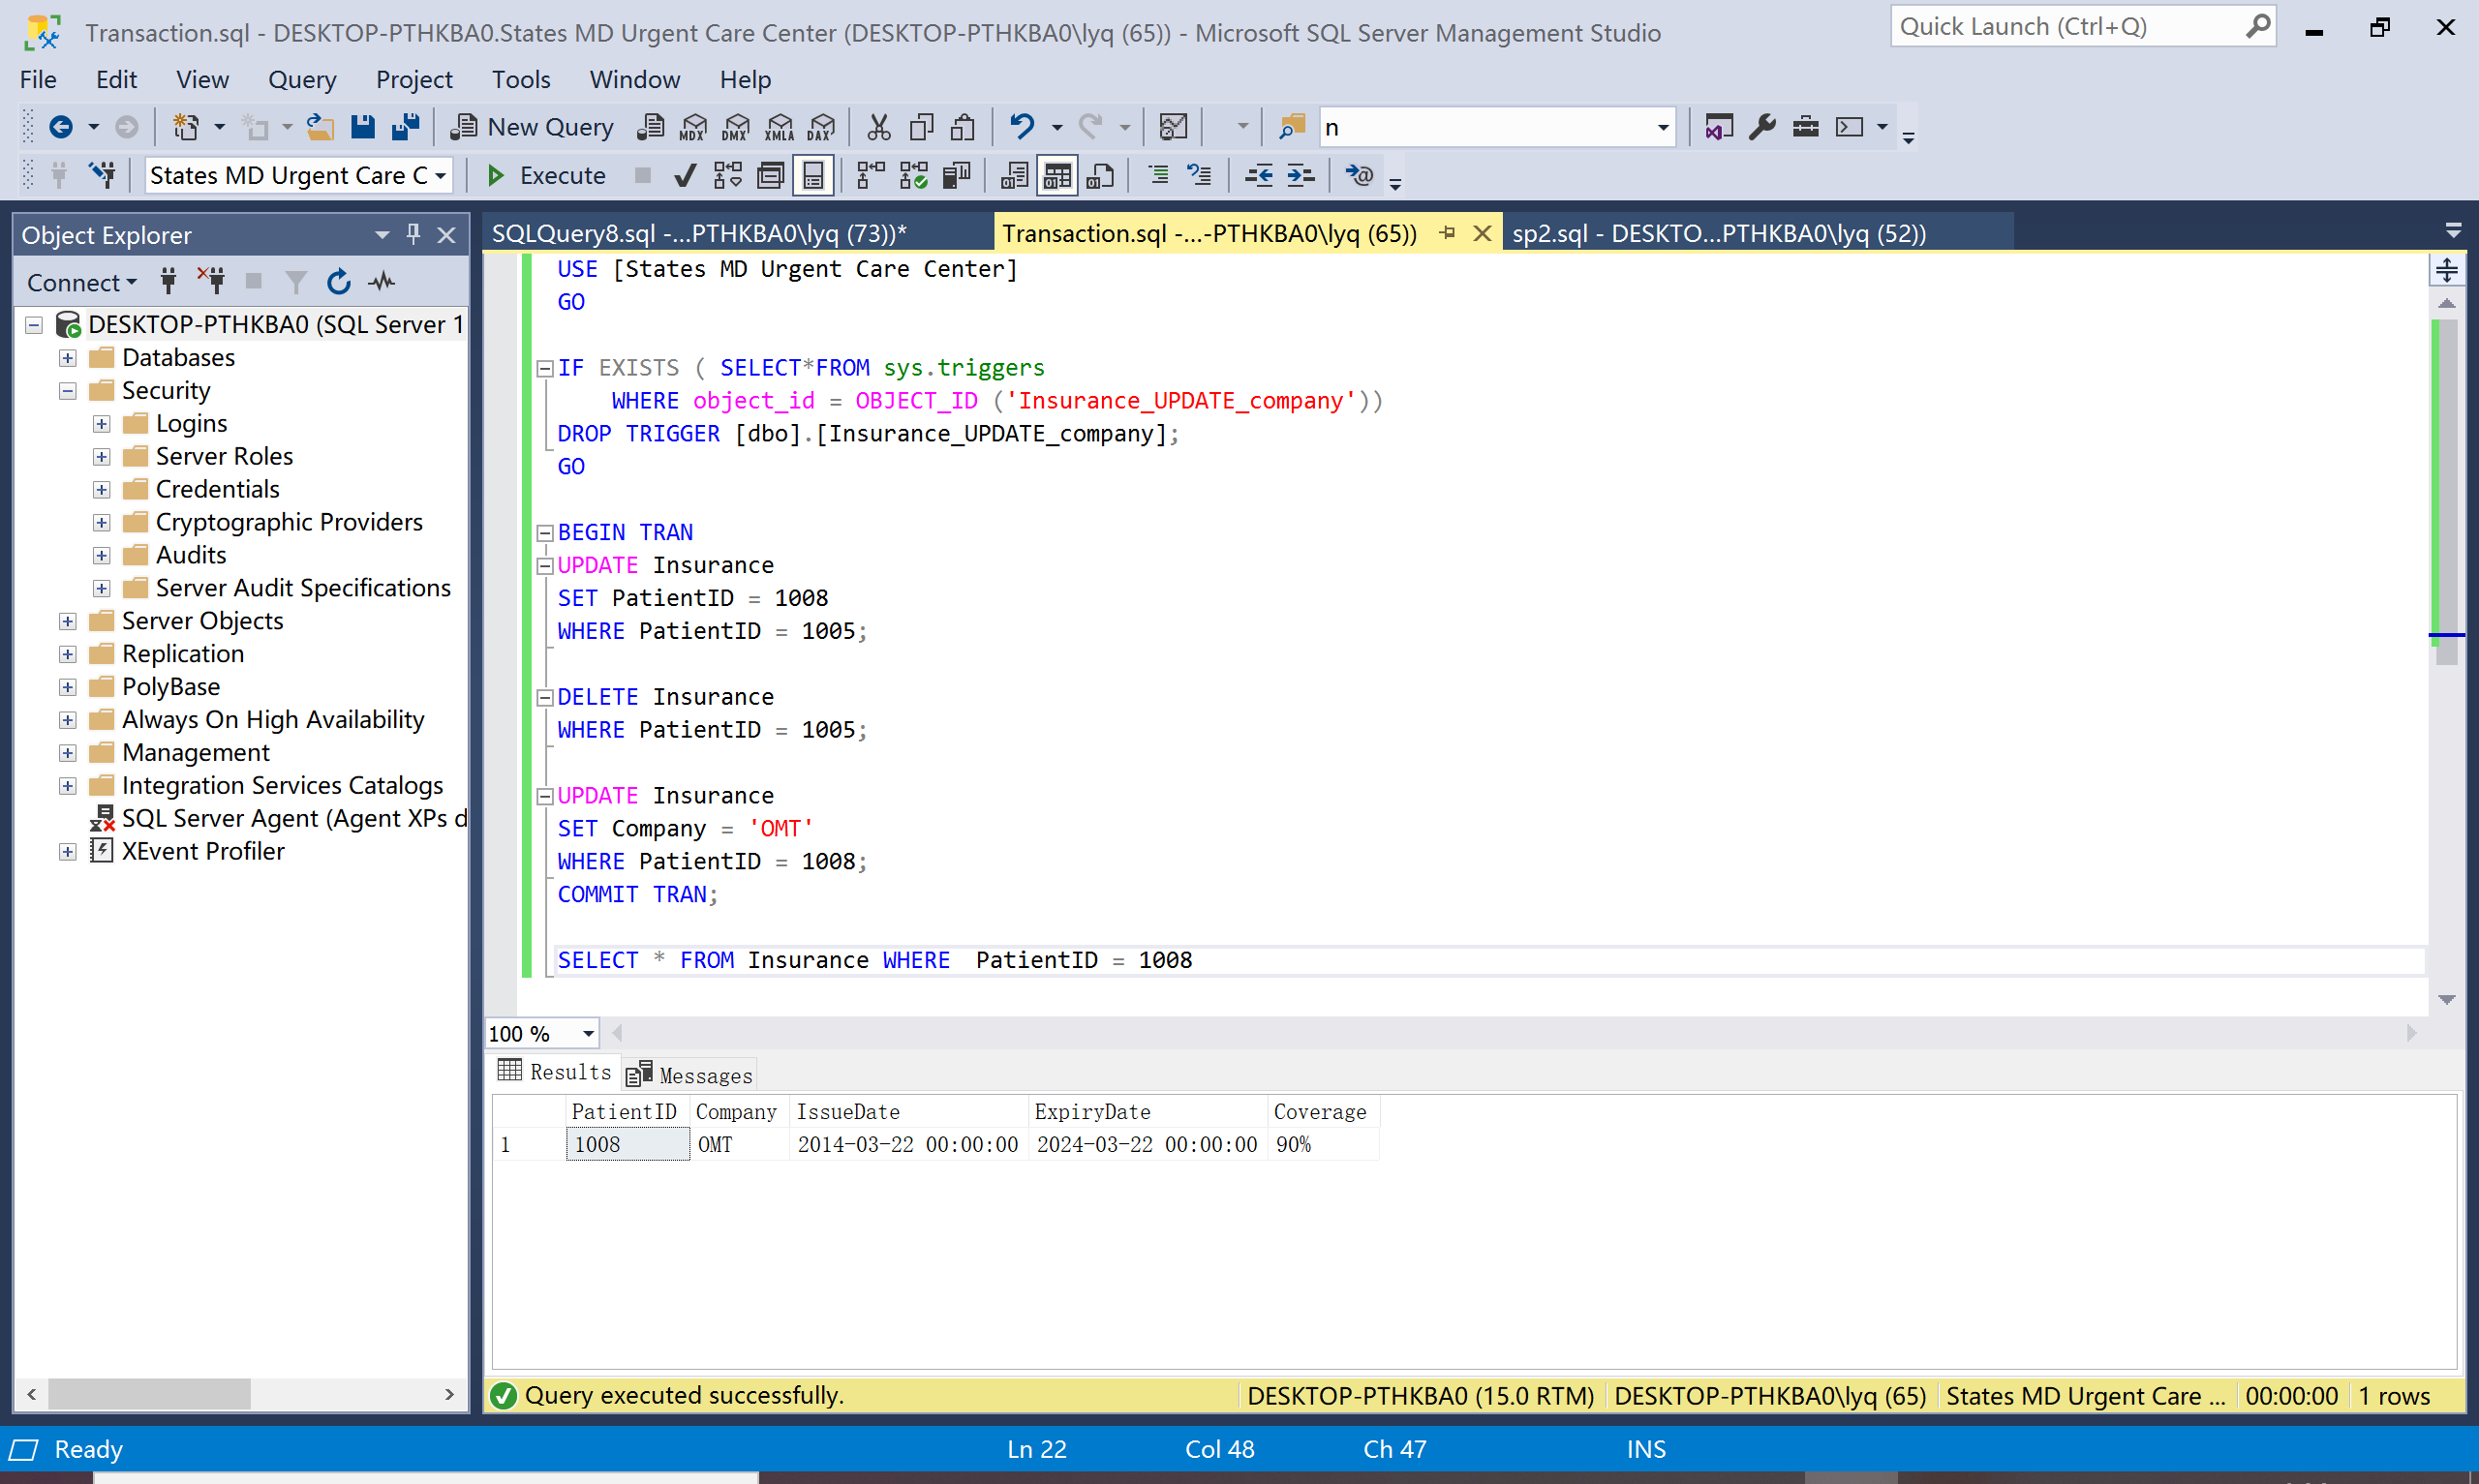 Transaction.sql - DESKTOP-PTHKBA0.States MD Urgent Care Center (DESKTOP-PTHKBA0\lyq (65)) - Microsoft SQL Server Management Studio
Quick Launch (Ctrl+Q)
File Edit View Query Project Tools Window Help
New Query MDX DMX XMLA DAX n
States MD Urgent Care C Execute
Object Explorer
SQLQuery8.sql -...PTHKBA0\lyq (73))*
Transaction.sql -...-PTHKBA0\lyq (65))
sp2.sql - DESKTO...PTHKBA0\lyq (52))
Connect
DESKTOP-PTHKBA0 (SQL Server 1
Databases
Security
Logins
Server Roles
Credentials
Cryptographic Providers
Audits
Server Audit Specifications
Server Objects
Replication
PolyBase
Always On High Availability
Management
Integration Services Catalogs
SQL Server Agent (Agent XPs d
XEvent Profiler
USE [States MD Urgent Care Center]
GO
IF EXISTS ( SELECT*FROM sys.triggers
WHERE object_id = OBJECT_ID ('Insurance_UPDATE_company'))
DROP TRIGGER [dbo].[Insurance_UPDATE_company];
GO
BEGIN TRAN
UPDATE Insurance
SET PatientID = 1008
WHERE PatientID = 1005;
DELETE Insurance
WHERE PatientID = 1005;
UPDATE Insurance
SET Company = 'OMT'
WHERE PatientID = 1008;
COMMIT TRAN;
SELECT * FROM Insurance WHERE  PatientID = 1008
100 %
Results Messages
PatientID Company IssueDate ExpiryDate Coverage
1 1008 OMT 2014-03-22 00:00:00 2024-03-22 00:00:00 90%
Query executed successfully.
DESKTOP-PTHKBA0 (15.0 RTM) DESKTOP-PTHKBA0\lyq (65) States MD Urgent Care ... 00:00:00 1 rows
Ready Ln 22 Col 48 Ch 47 INS